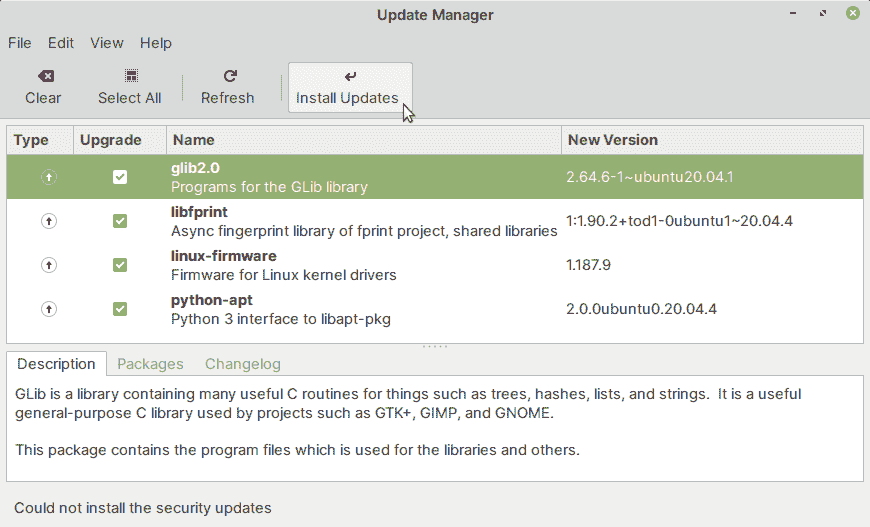 Update Manager
File Edit View Help
Clear Select All Refresh Install Updates
Type Upgrade Name New Version
glib2.0
Programs for the GLib library 2.64.6-1~ubuntu20.04.1
libfprint
Async fingerprint library of fprint project, shared libraries 1:1.90.2+tod1-0ubuntu1~20.04.4
linux-firmware
Firmware for Linux kernel drivers 1.187.9
python-apt
Python 3 interface to libapt-pkg 2.0.0ubuntu0.20.04.4
Description Packages Changelog
GLib is a library containing many useful C routines for things such as trees, hashes, lists, and strings. It is a useful
general-purpose C library used by projects such as GTK+, GIMP, and GNOME.
This package contains the program files which is used for the libraries and others.
Could not install the security updates